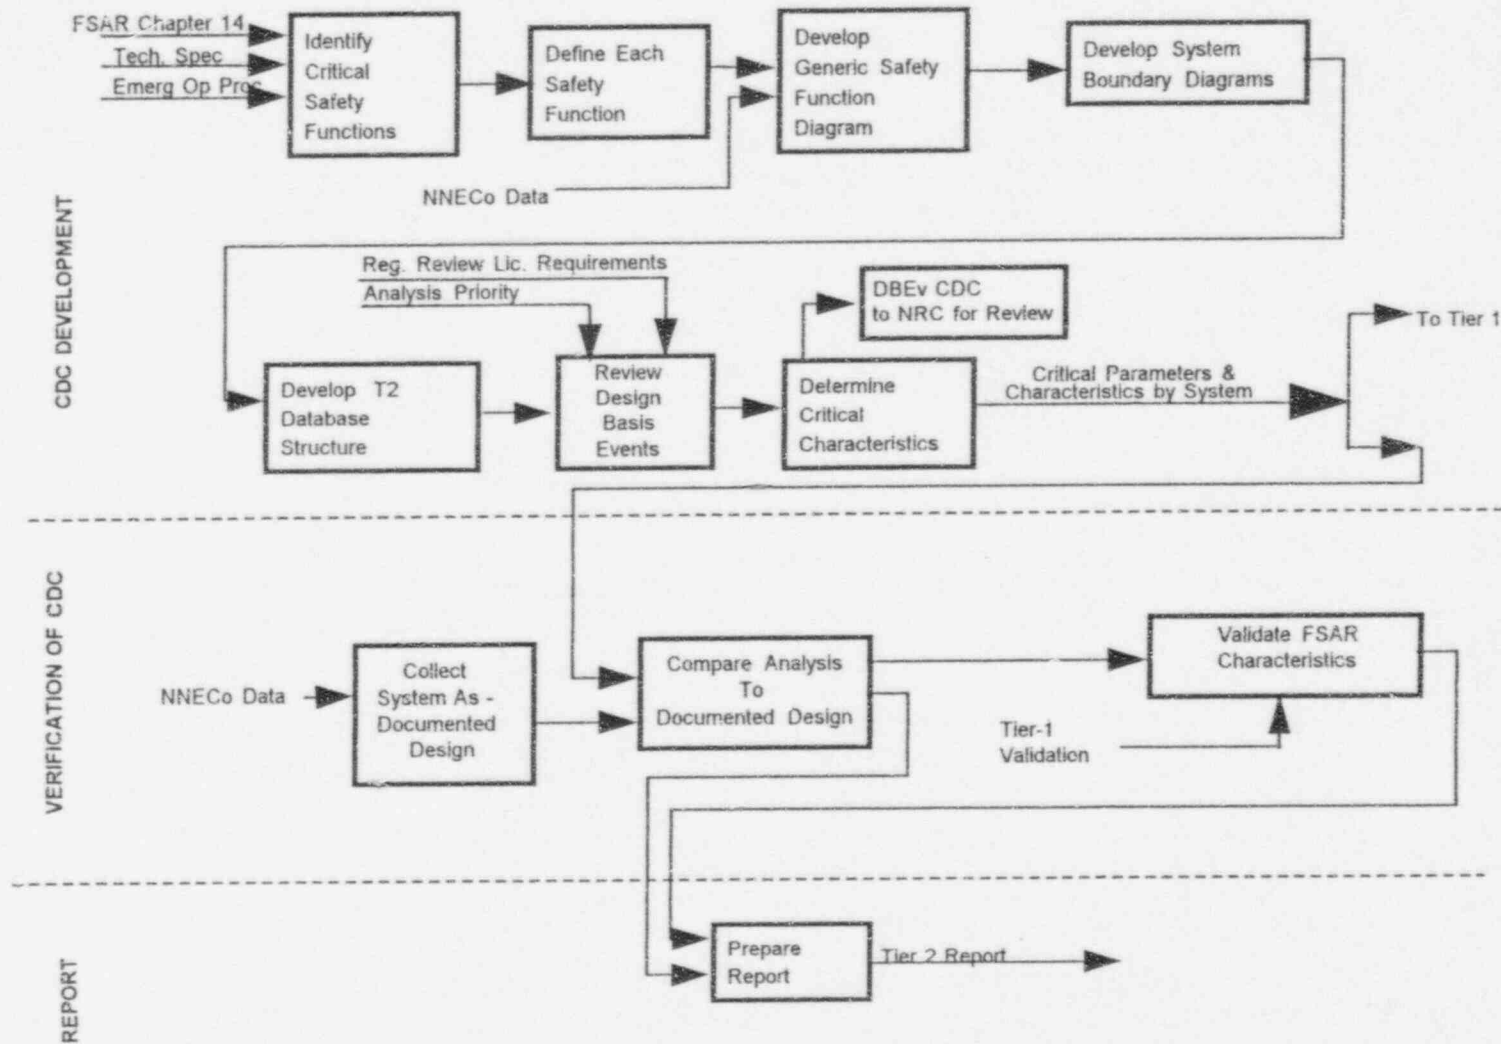 FSAR Chapter 14
Tech. Spec
Emerg Op Proc
Identify
Critical
Safety
Functions
Define Each
Safety
Function
Develop
Generic Safety
Function
Diagram
Develop System
Boundary Diagrams
NNECo Data
CDC DEVELOPMENT
Reg. Review Lic. Requirements
Analysis Priority
DBEv CDC
to NRC for Review
To Tier 1
Develop T2
Database
Structure
Review
Design
Basis
Events
Determine
Critical
Characteristics
Critical Parameters &
Characteristics by System
VERIFICATION OF CDC
NNECo Data
Collect
System As -
Documented
Design
Compare Analysis
To
Documented Design
Validate FSAR
Characteristics
Tier-1
Validation
REPORT
Prepare
Report
Tier 2 Report